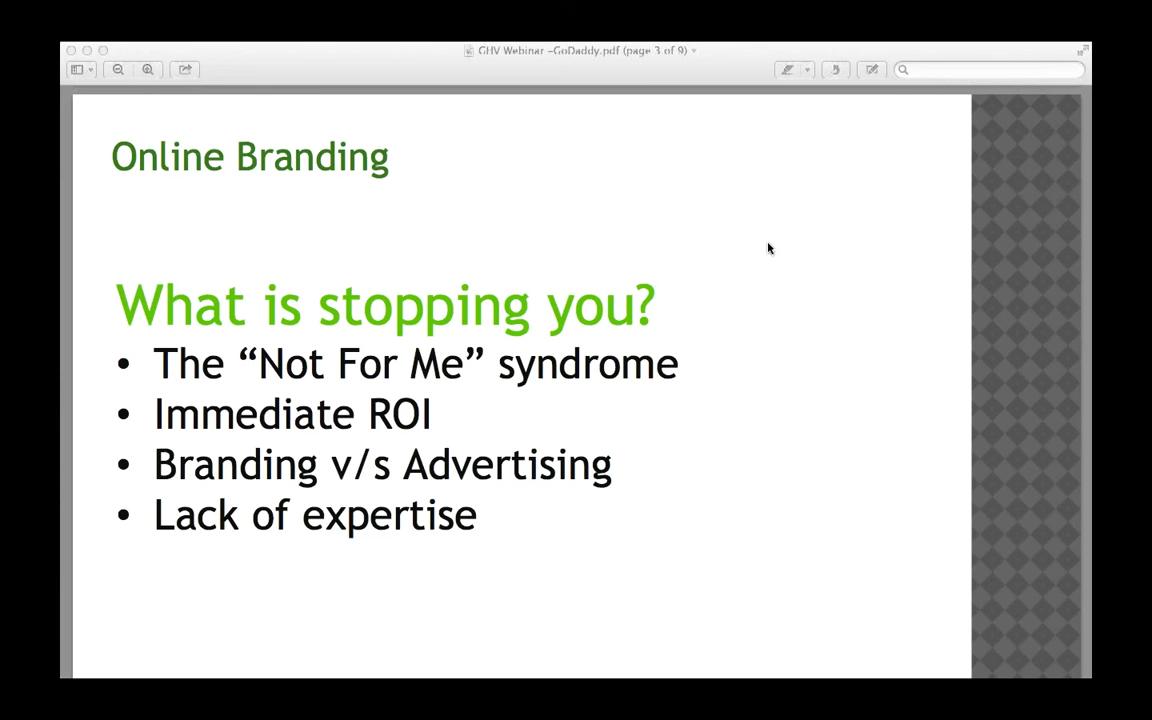 GHV Webinar –GoDaddy.pdf (page 3 of 9)
Online Branding
What is stopping you?
• The “Not For Me” syndrome
• Immediate ROI
• Branding v/s Advertising
• Lack of expertise